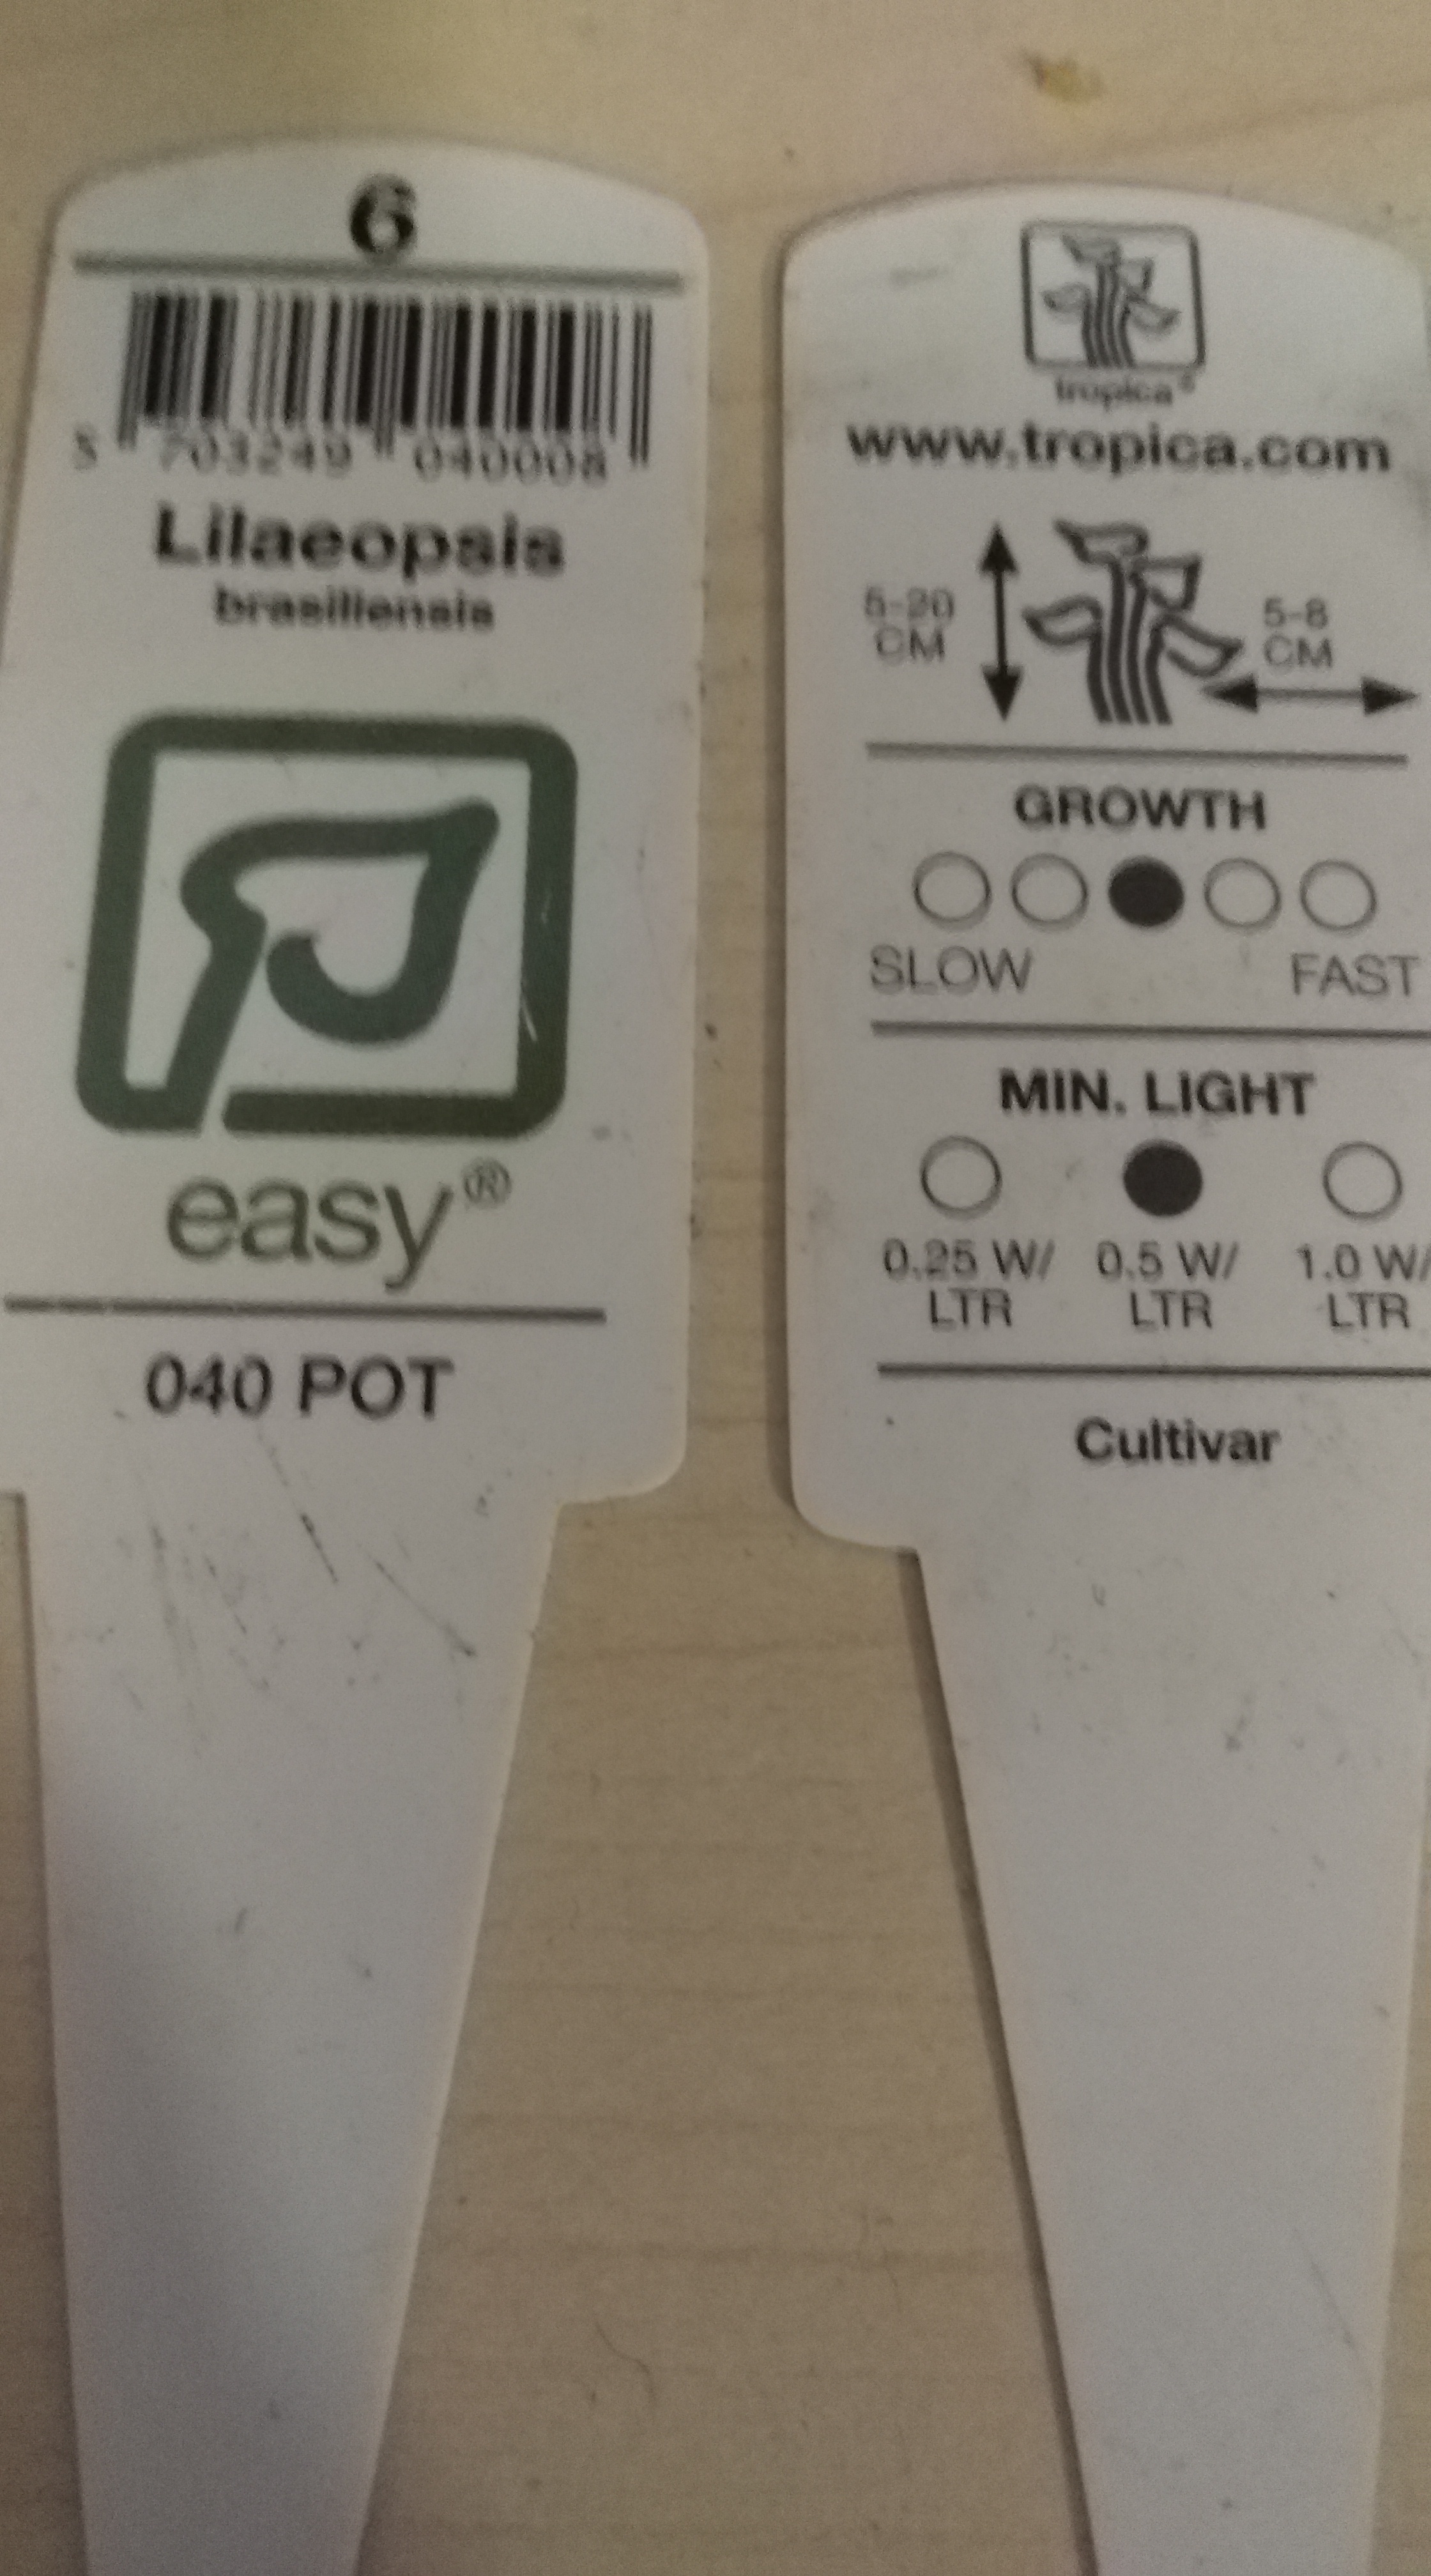 6
5 703249 040008
Lilaeopsis
brasiliensis
easy®
040 POT
tropica®
www.tropica.com
5-20
CM
5-8
CM
GROWTH
SLOW FAST
MIN. LIGHT
0.25 W/ 0.5 W/ 1.0 W/
LTR LTR LTR
Cultivar